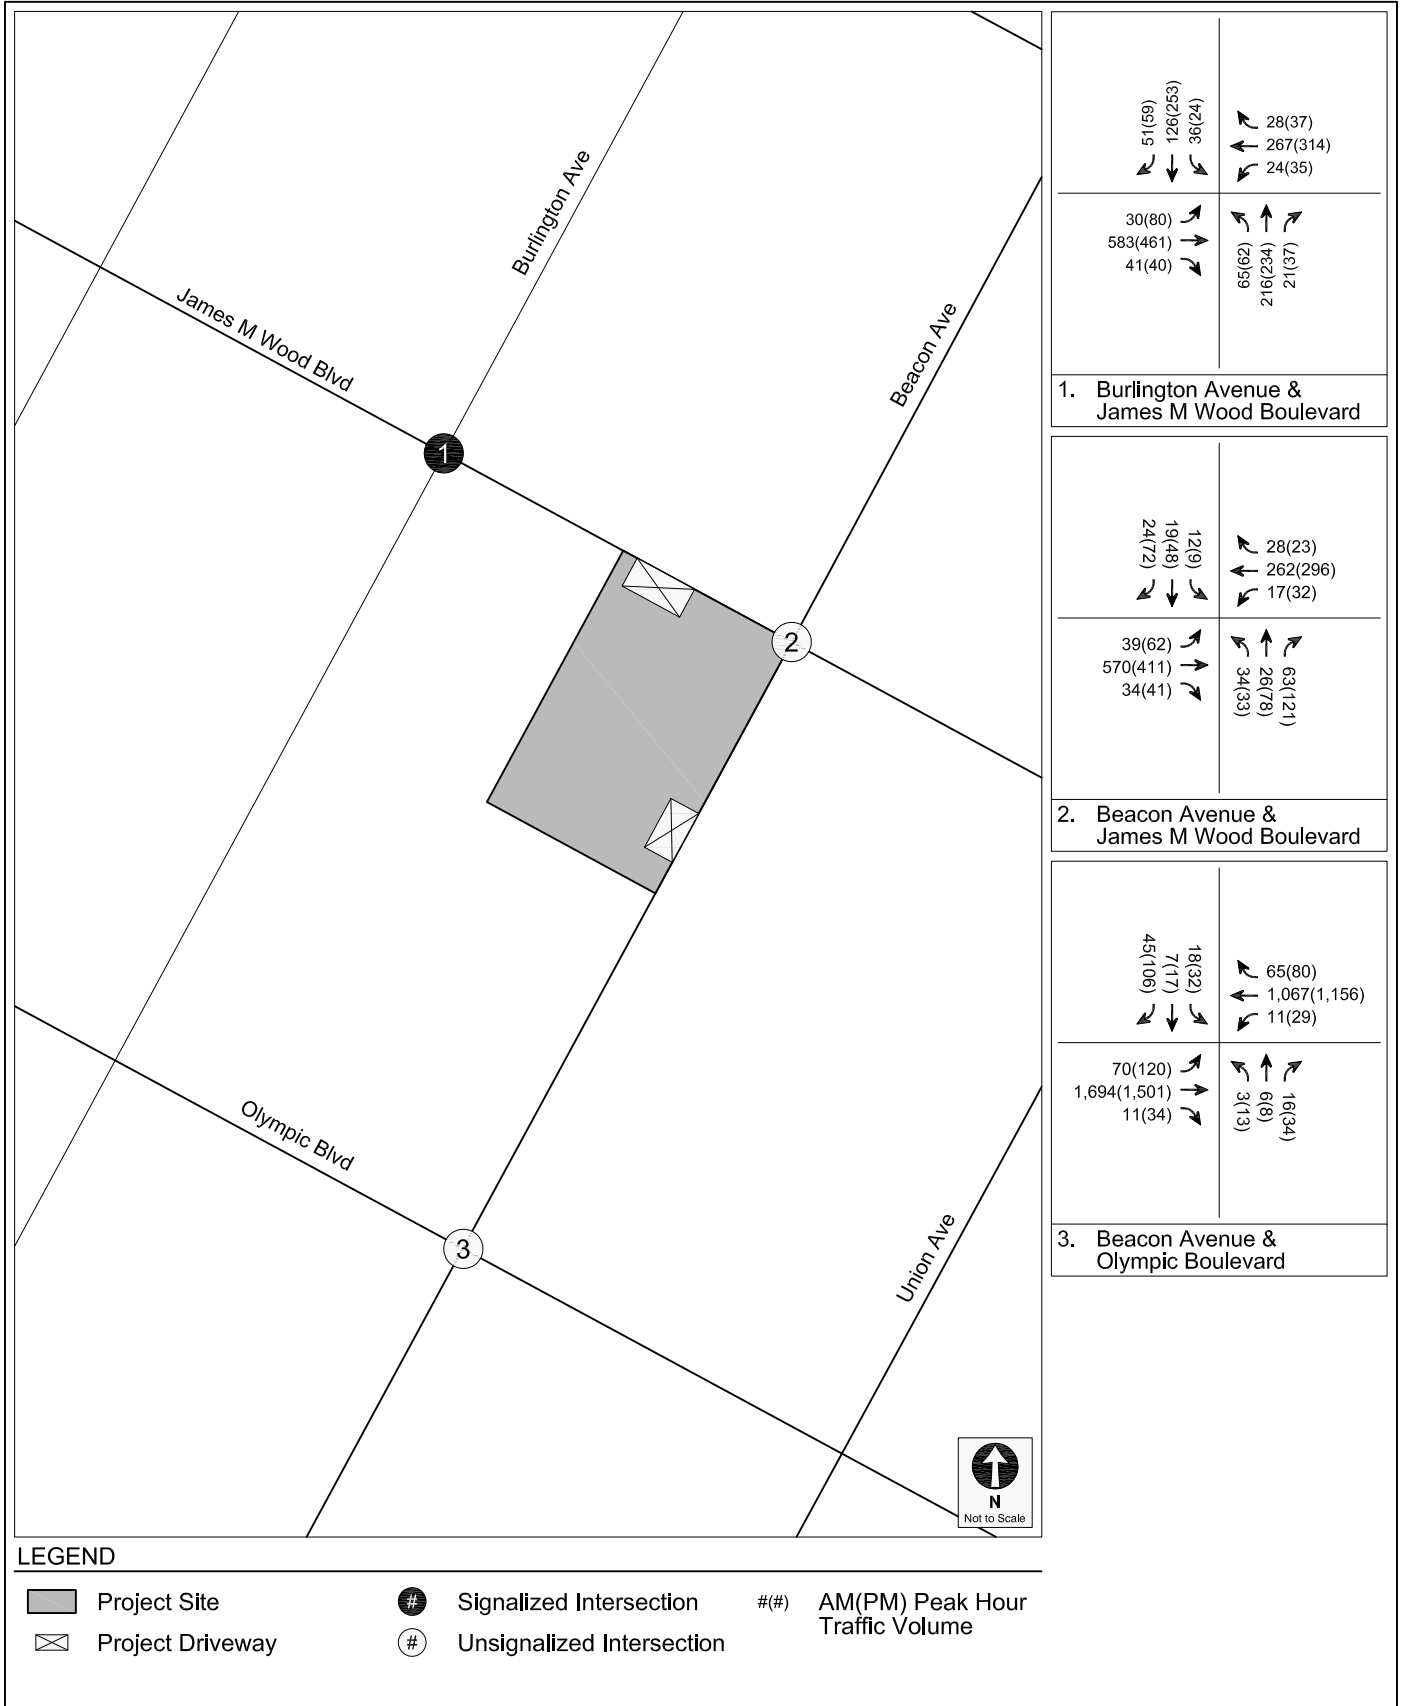 Burlington Ave
James M Wood Blvd
Beacon Ave
1
2
Olympic Blvd
3
Union Ave
N
Not to Scale
51(59)
126(253)
36(24)
28(37)
267(314)
24(35)
30(80)
583(461)
41(40)
65(62)
216(234)
21(37)
1. Burlington Avenue &
James M Wood Boulevard
24(72)
19(48)
12(9)
28(23)
262(296)
17(32)
39(62)
570(411)
34(41)
34(33)
26(78)
63(121)
2. Beacon Avenue &
James M Wood Boulevard
45(106)
7(17)
18(32)
65(80)
1,067(1,156)
11(29)
70(120)
1,694(1,501)
11(34)
3(13)
6(8)
16(34)
3. Beacon Avenue &
Olympic Boulevard
LEGEND
Project Site
# Signalized Intersection
#(#) AM(PM) Peak Hour
Traffic Volume
Project Driveway
# Unsignalized Intersection